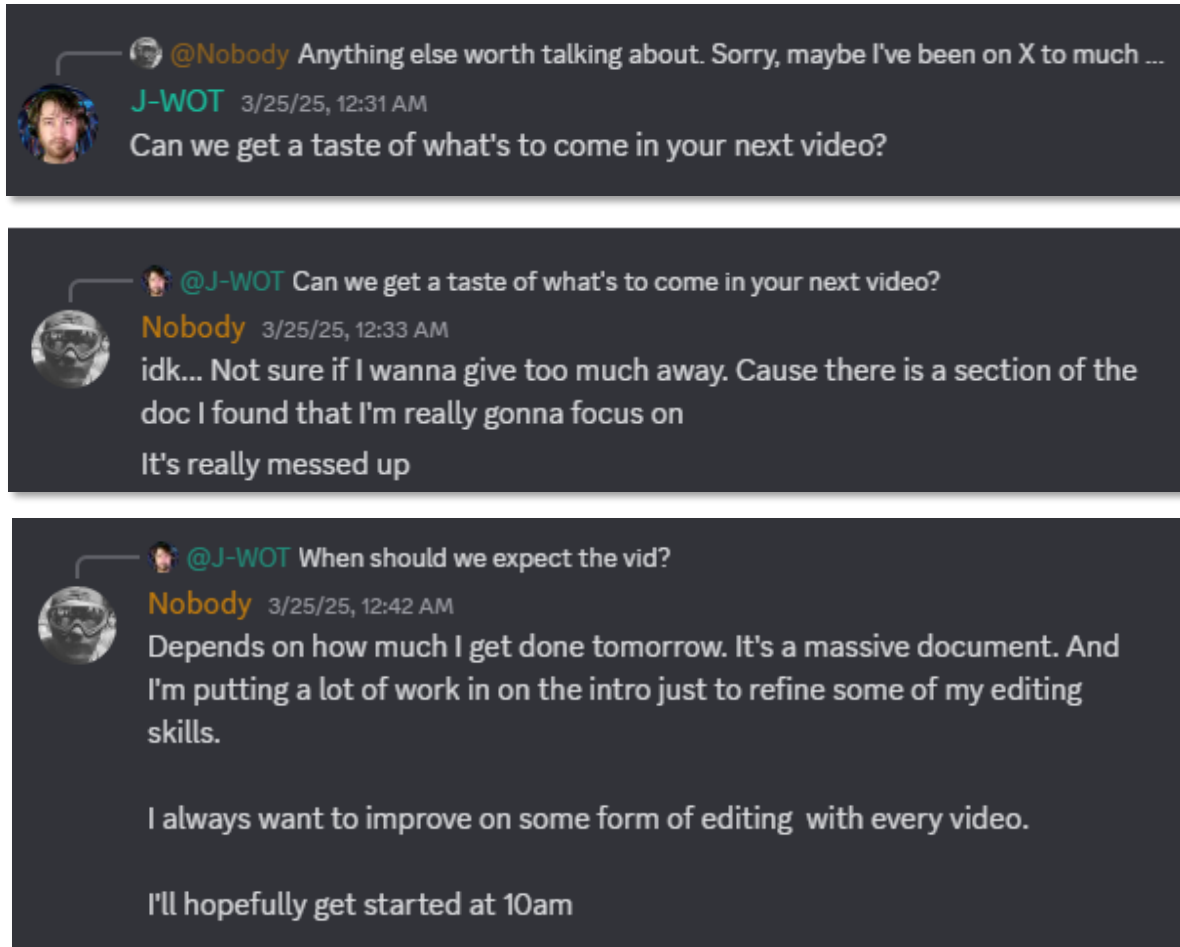 @Nobody Anything else worth talking about. Sorry, maybe I've been on X to much ...
J-WOT 3/25/25, 12:31 AM
Can we get a taste of what's to come in your next video?
@J-WOT Can we get a taste of what's to come in your next video?
Nobody 3/25/25, 12:33 AM
idk... Not sure if I wanna give too much away. Cause there is a section of the
doc I found that I'm really gonna focus on
It's really messed up
@J-WOT When should we expect the vid?
Nobody 3/25/25, 12:42 AM
Depends on how much I get done tomorrow. It's a massive document. And
I'm putting a lot of work in on the intro just to refine some of my editing
skills.
I always want to improve on some form of editing with every video.
I'll hopefully get started at 10am